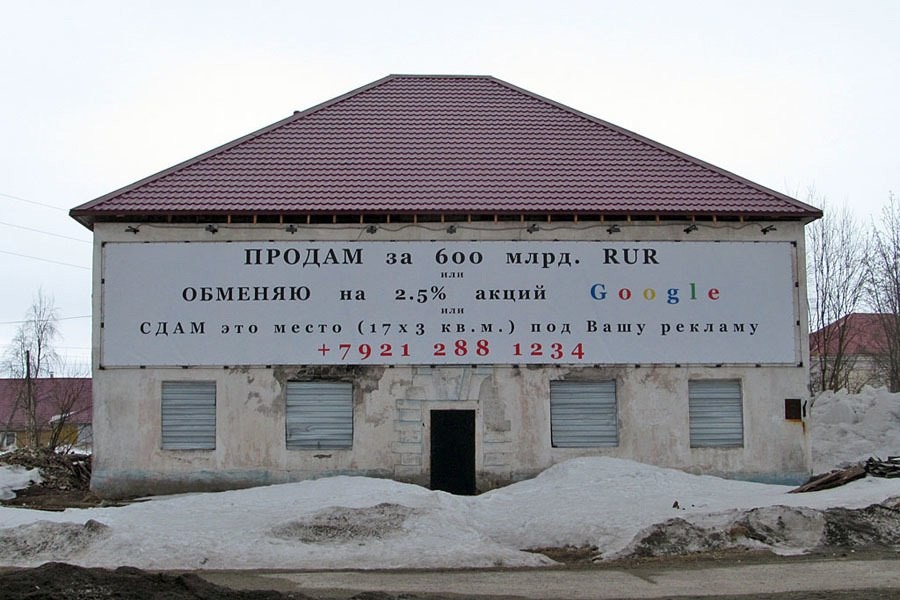 ПРОДАМ за 600 млрд. RUR
или
ОБМЕНЯЮ на 2.5% акций Google
или
СДАМ это место (17х3 кв.м.) под Вашу рекламу
+7921 288 1234